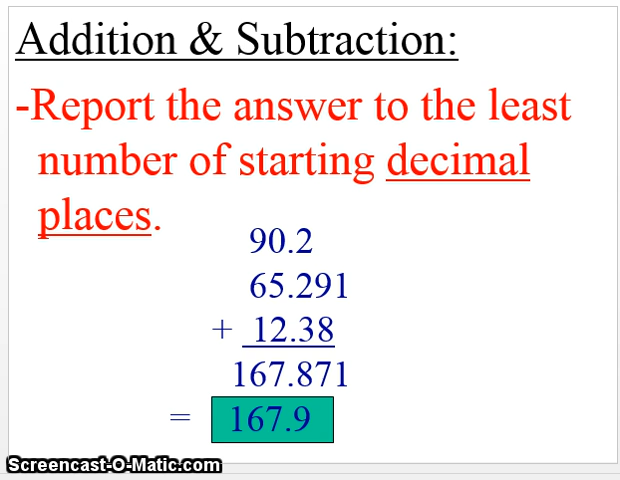 Addition & Subtraction:
-Report the answer to the least
number of starting decimal
places.
90.2
65.291
+ 12.38
167.871
= 167.9
Screencast-O-Matic.com